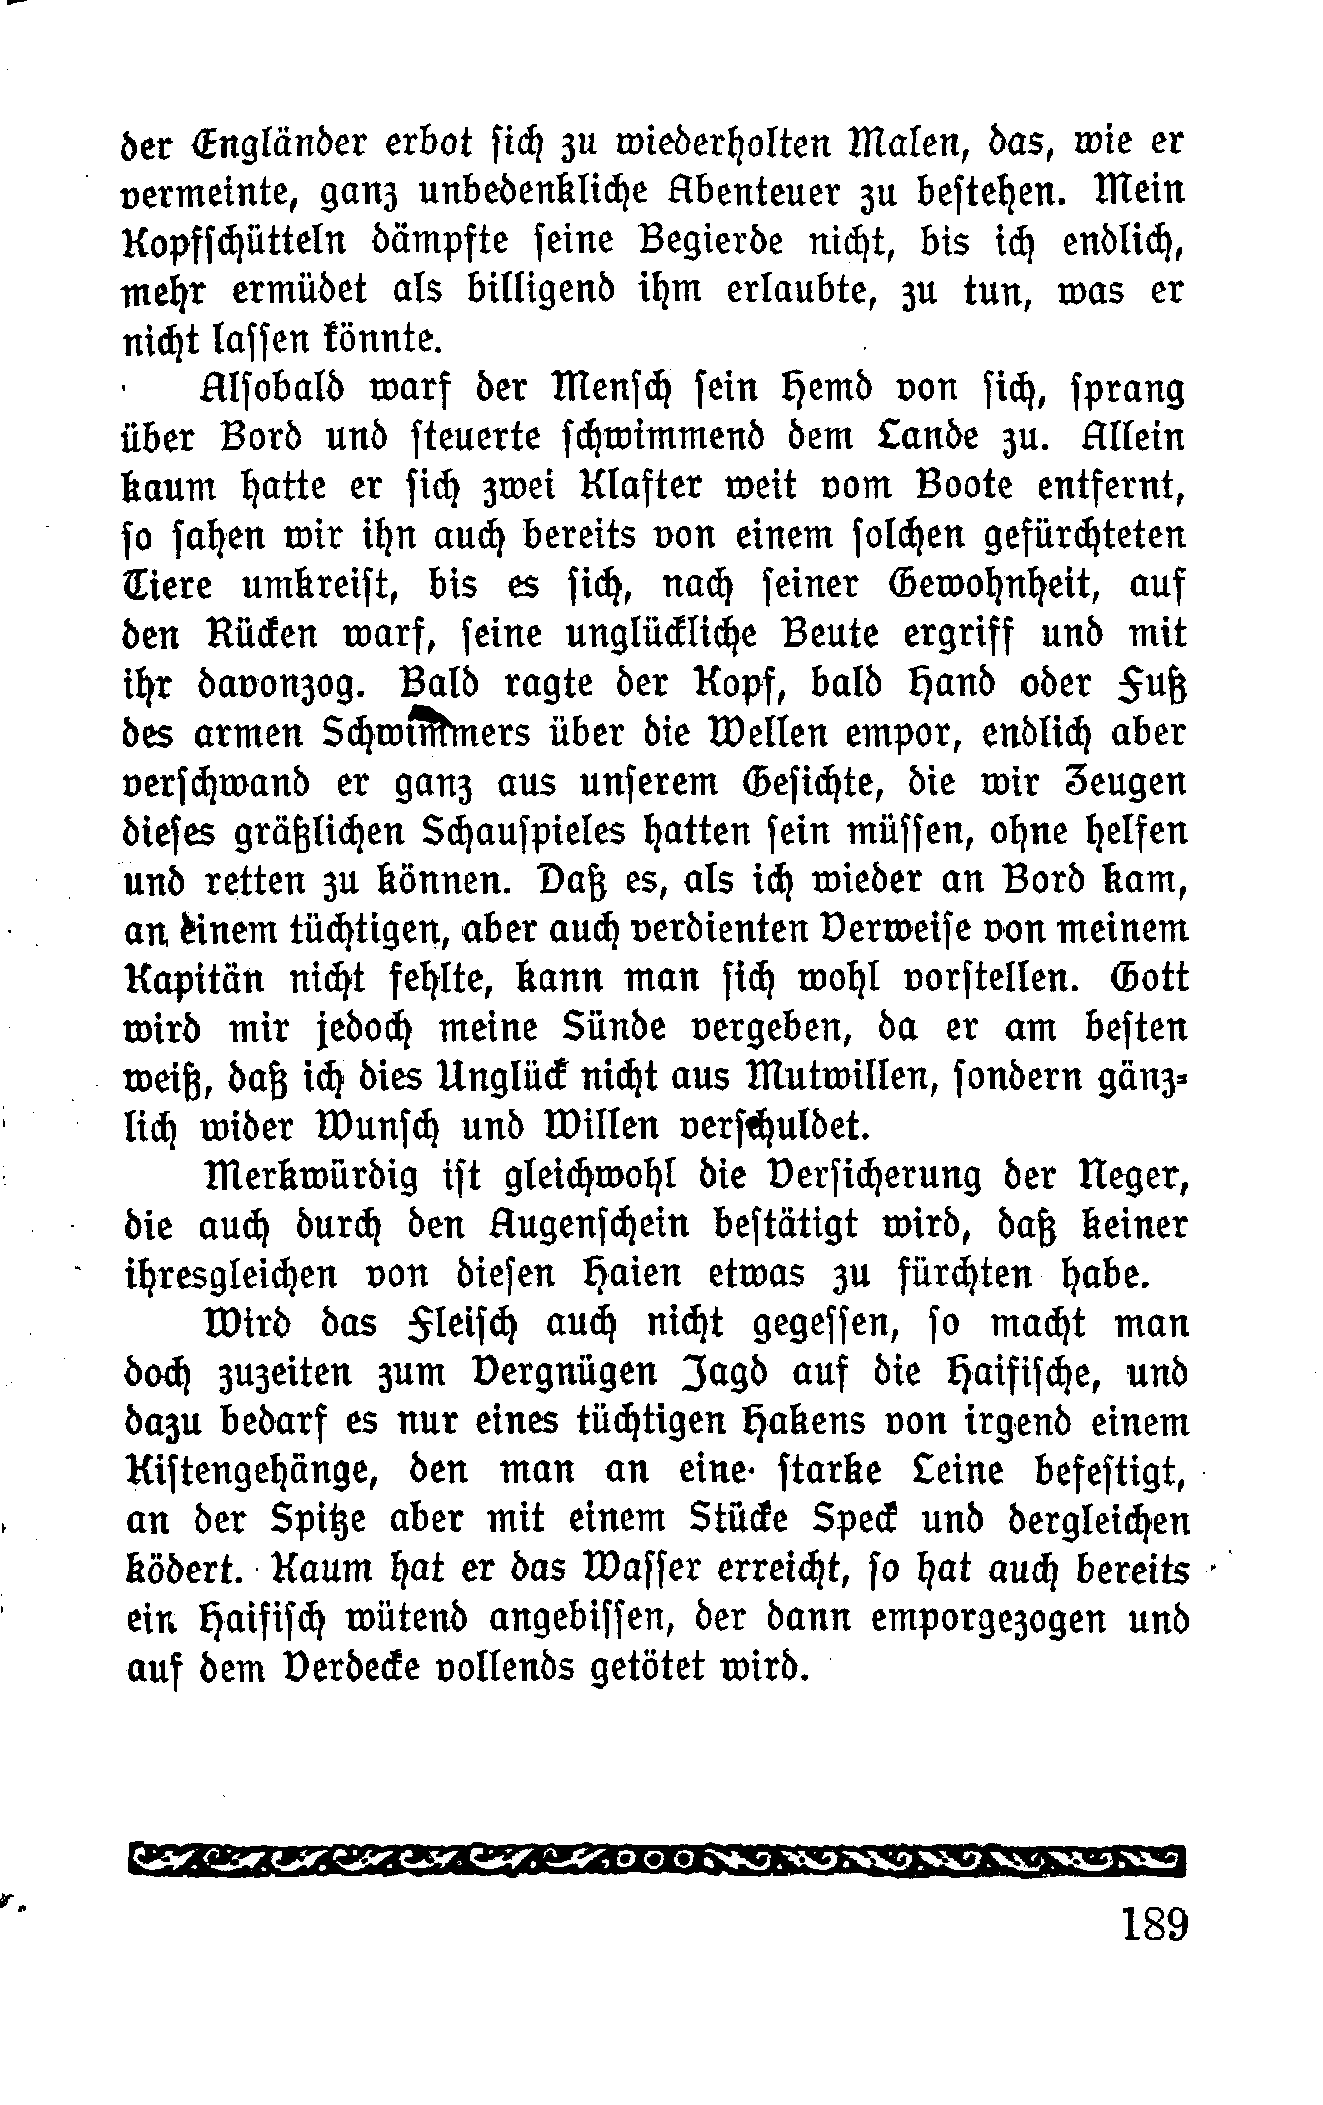 der Engländer erbot sich zu wiederholten Malen, das, wie er
vermeinte, ganz unbedenkliche Abenteuer zu bestehen. Mein
Kopfschütteln dämpfte seine Begierde nicht, bis ich endlich,
mehr ermüdet als billigend ihm erlaubte, zu tun, was er
nicht lassen könnte.
Alsobald warf der Mensch sein Hemd von sich, sprang
über Bord und steuerte schwimmend dem Lande zu. Allein
kaum hatte er sich zwei Klafter weit vom Boote entfernt,
so sahen wir ihn auch bereits von einem solchen gefürchteten
Tiere umkreist, bis es sich, nach seiner Gewohnheit, auf
den Rücken warf, seine unglückliche Beute ergriff und mit
ihr davonzog. Bald ragte der Kopf, bald Hand oder Fuß
des armen Schwimmers über die Wellen empor, endlich aber
verschwand er ganz aus unserem Gesichte, die wir Zeugen
dieses gräßlichen Schauspieles hatten sein müssen, ohne helfen
und retten zu können. Daß es, als ich wieder an Bord kam,
an einem tüchtigen, aber auch verdienten Verweise von meinem
Kapitän nicht fehlte, kann man sich wohl vorstellen. Gott
wird mir jedoch meine Sünde vergeben, da er am besten
weiß, daß ich dies Unglück nicht aus Mutwillen, sondern gänz-
lich wider Wunsch und Willen verschuldet.
Merkwürdig ist gleichwohl die Versicherung der Neger,
die auch durch den Augenschein bestätigt wird, daß keiner
ihresgleichen von diesen Haien etwas zu fürchten habe.
Wird das Fleisch auch nicht gegessen, so macht man
doch zuzeiten zum Vergnügen Jagd auf die Haifische, und
dazu bedarf es nur eines tüchtigen Hakens von irgend einem
Kistengehänge, den man an eine starke Leine befestigt,
an der Spitze aber mit einem Stücke Speck und dergleichen
ködert. Kaum hat er das Wasser erreicht, so hat auch bereits
ein Haifisch wütend angebissen, der dann emporgezogen und
auf dem Verdecke vollends getötet wird.
189